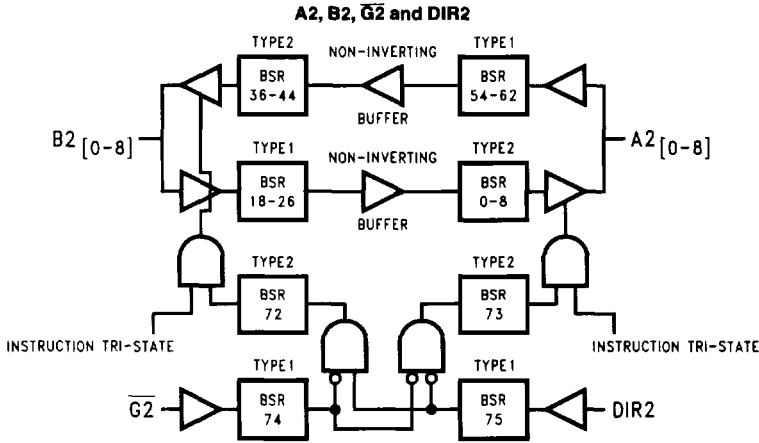 A2, B2, G2 and DIR2
TYPE2 NON-INVERTING TYPE1
BSR 36-44 BUFFER BSR 54-62
B2 [0-8] A2 [0-8]
TYPE1 NON-INVERTING TYPE2
BSR 18-26 BUFFER BSR 0-8
TYPE2 TYPE2
BSR 72 BSR 73
INSTRUCTION TRI-STATE INSTRUCTION TRI-STATE
TYPE1 TYPE1
G2 BSR 74 BSR 75 DIR2